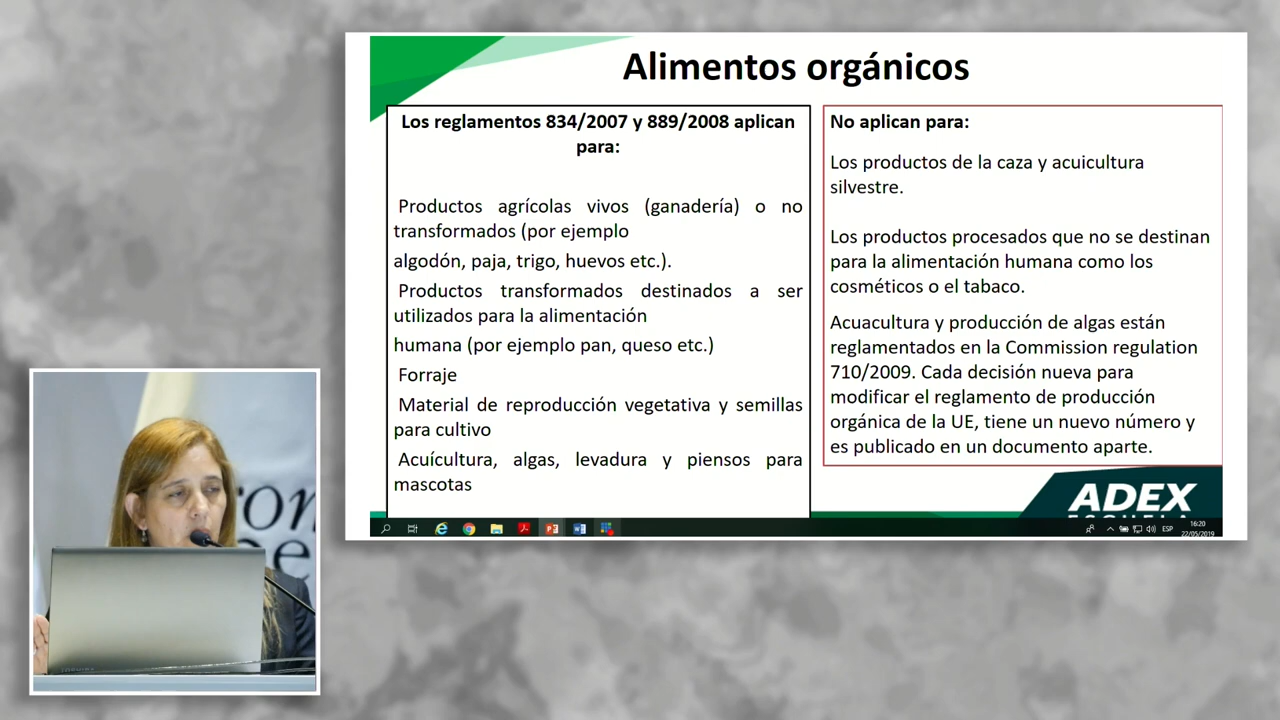 Alimentos orgánicos
Los reglamentos 834/2007 y 889/2008 aplican
para:
Productos agrícolas vivos (ganadería) o no
transformados (por ejemplo
algodón, paja, trigo, huevos etc.).
Productos transformados destinados a ser
utilizados para la alimentación
humana (por ejemplo pan, queso etc.)
Forraje
Material de reproducción vegetativa y semillas
para cultivo
Acuícultura, algas, levadura y piensos para
mascotas
No aplican para:
Los productos de la caza y acuicultura
silvestre.
Los productos procesados que no se destinan
para la alimentación humana como los
cosméticos o el tabaco.
Acuacultura y producción de algas están
reglamentados en la Commission regulation
710/2009. Cada decisión nueva para
modificar el reglamento de producción
orgánica de la UE, tiene un nuevo número y
es publicado en un documento aparte.
ADEX
ESP
16:20
22/05/2019